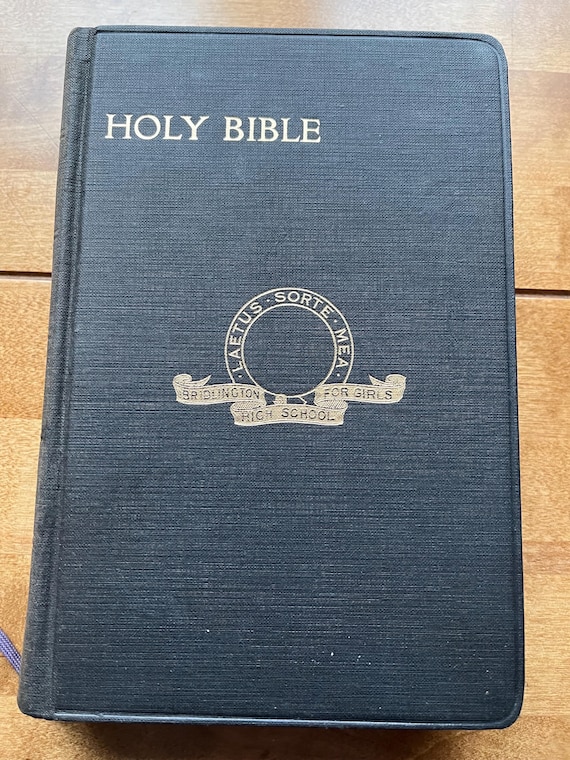 HOLY BIBLE
LAETUS · SORTE · MEA ·
BRIDLINGTON
HIGH SCHOOL
FOR GIRLS